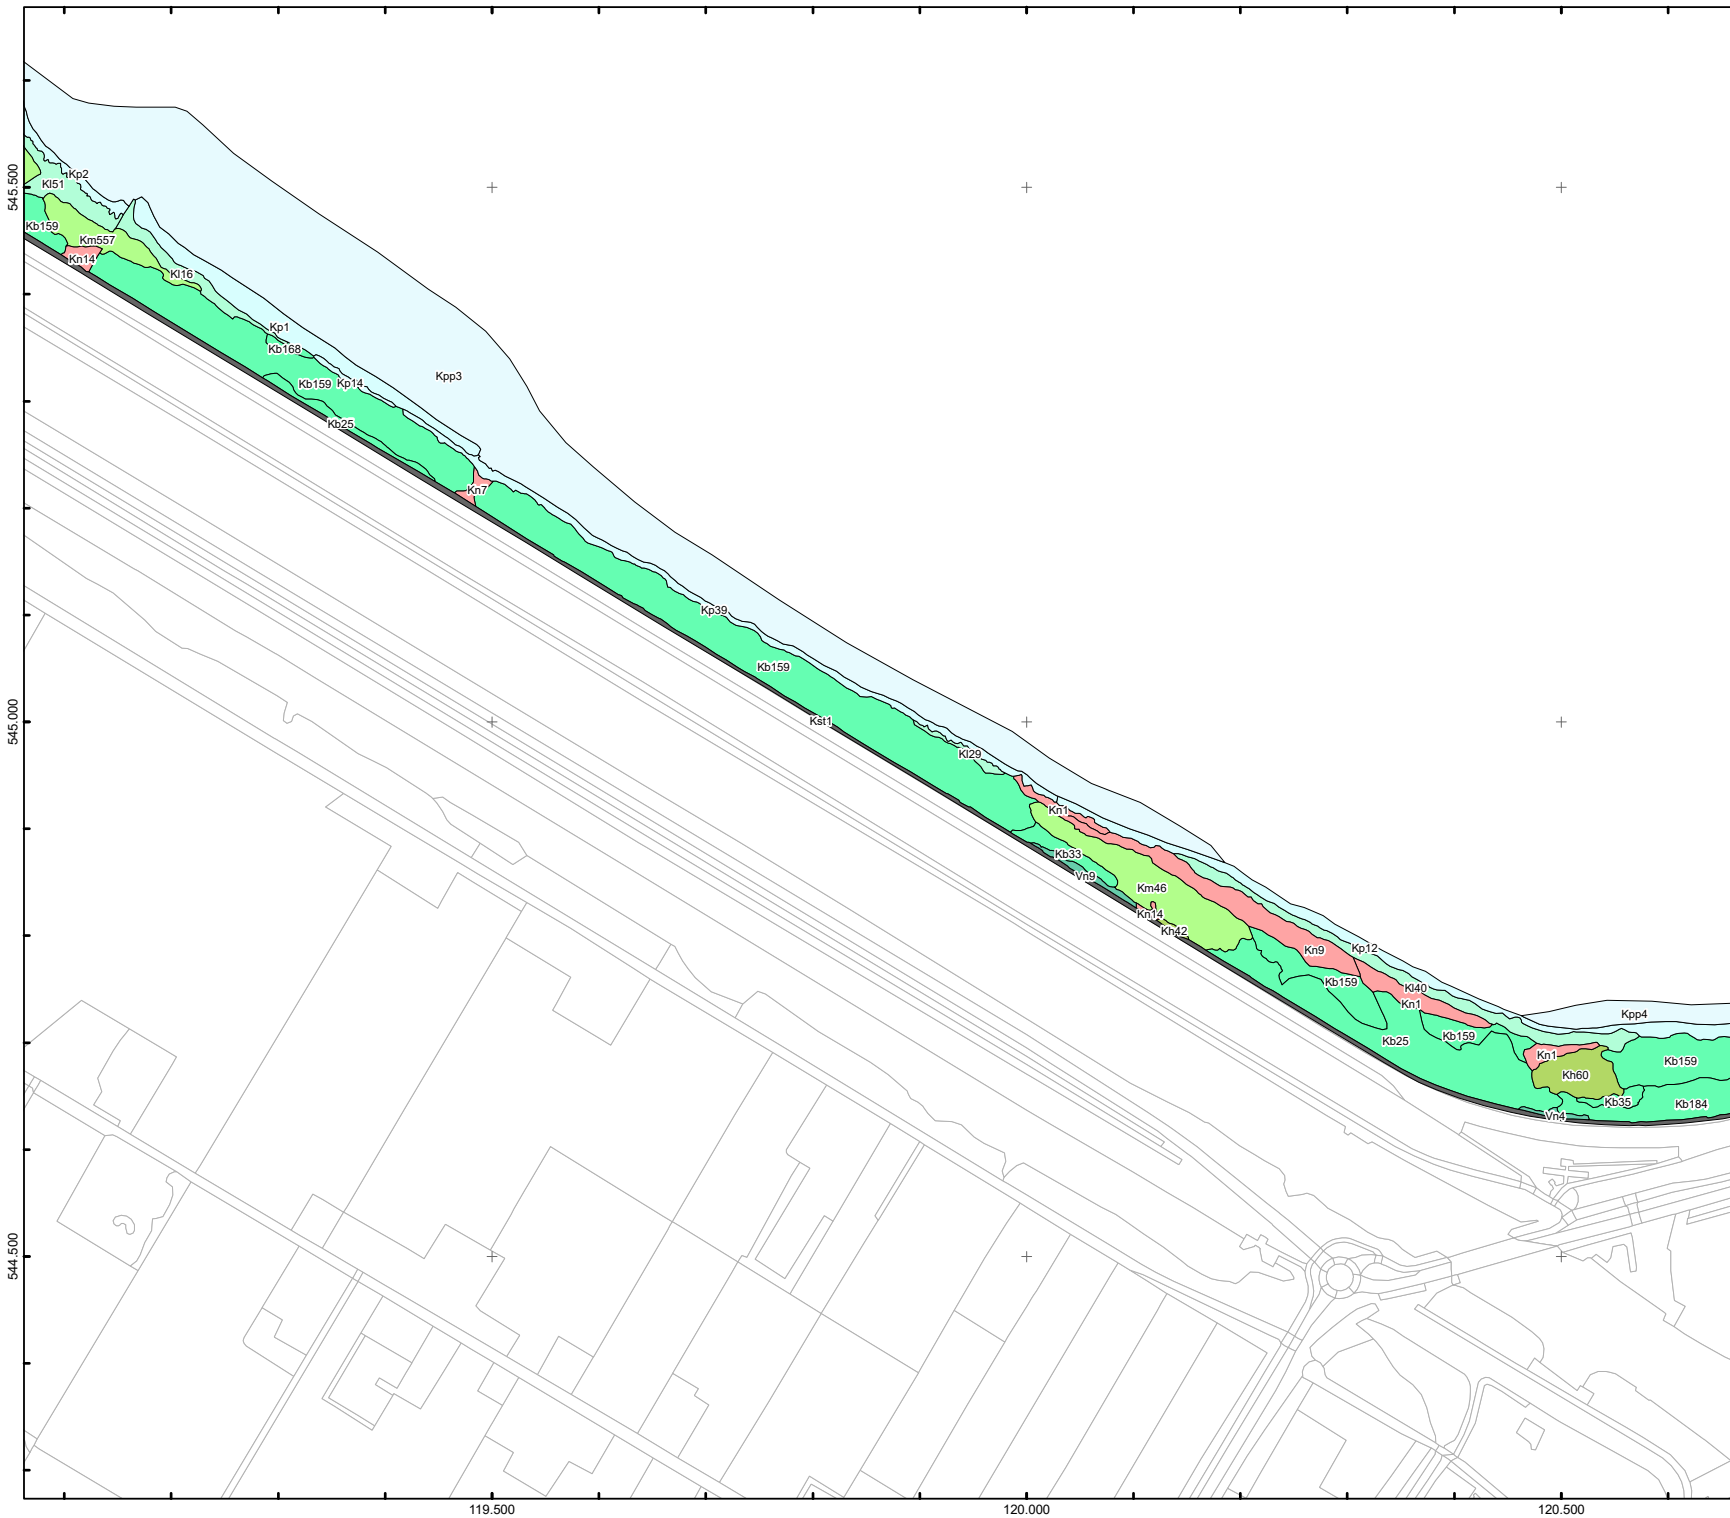 545.500
Kp2
Kl51
Kb159
Km557
Kn14
Kl16
Kp1
Kb168
Kpp3
Kb159
Kp14
Kb25
Kn7
Kp39
Kb159
545.000
Kst1
Kl29
Kn1
Kb33
Vn9
Km46
Kn14
Kh42
Kn9
Kp12
Kb159
Kl40
Kn1
Kpp4
Kb159
Kb25
Kn1
Kb159
Kh60
Kb35
Kb184
Vn4
544.500
119.500
120.000
120.500